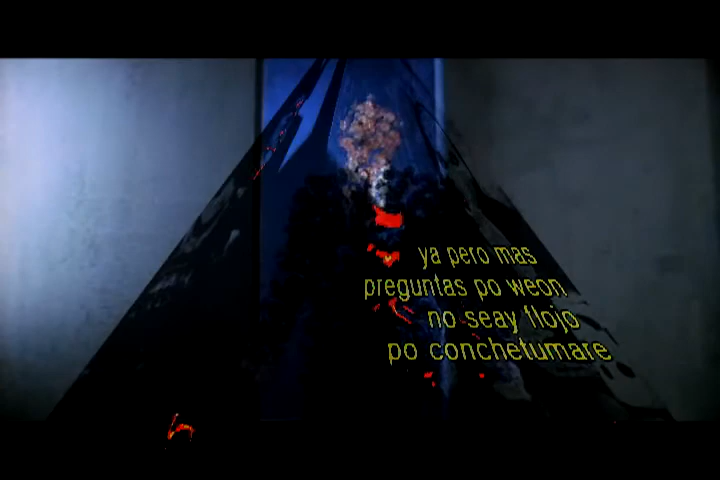 ya pero mas
preguntas po weon
no seay flojo
po conchetumare